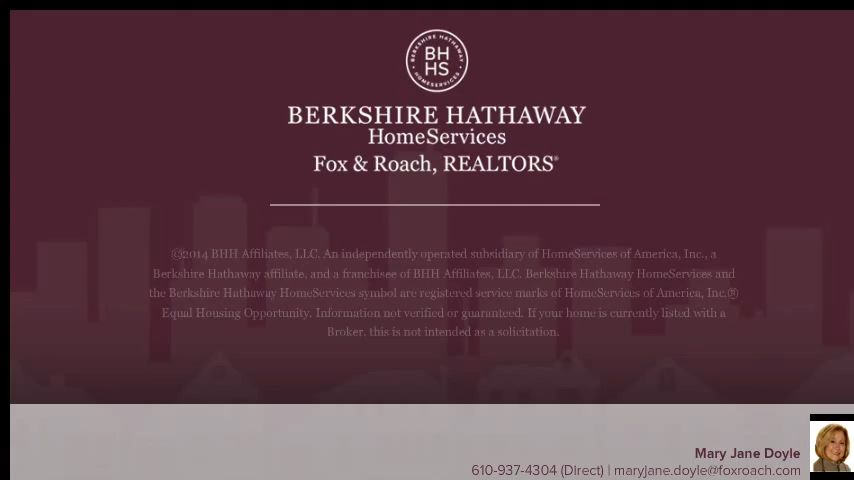 BERKSHIRE HATHAWAY
HOMESERVICES
BH
HS
BERKSHIRE HATHAWAY
HomeServices
Fox & Roach, REALTORS®
©2014 BHH Affiliates, LLC. An independently operated subsidiary of HomeServices of America, Inc., a
Berkshire Hathaway affiliate, and a franchisee of BHH Affiliates, LLC. Berkshire Hathaway HomeServices and
the Berkshire Hathaway HomeServices symbol are registered service marks of HomeServices of America, Inc.®
Equal Housing Opportunity. Information not verified or guaranteed. If your home is currently listed with a
Broker, this is not intended as a solicitation.
Mary Jane Doyle
610-937-4304 (Direct) | maryjane.doyle@foxroach.com